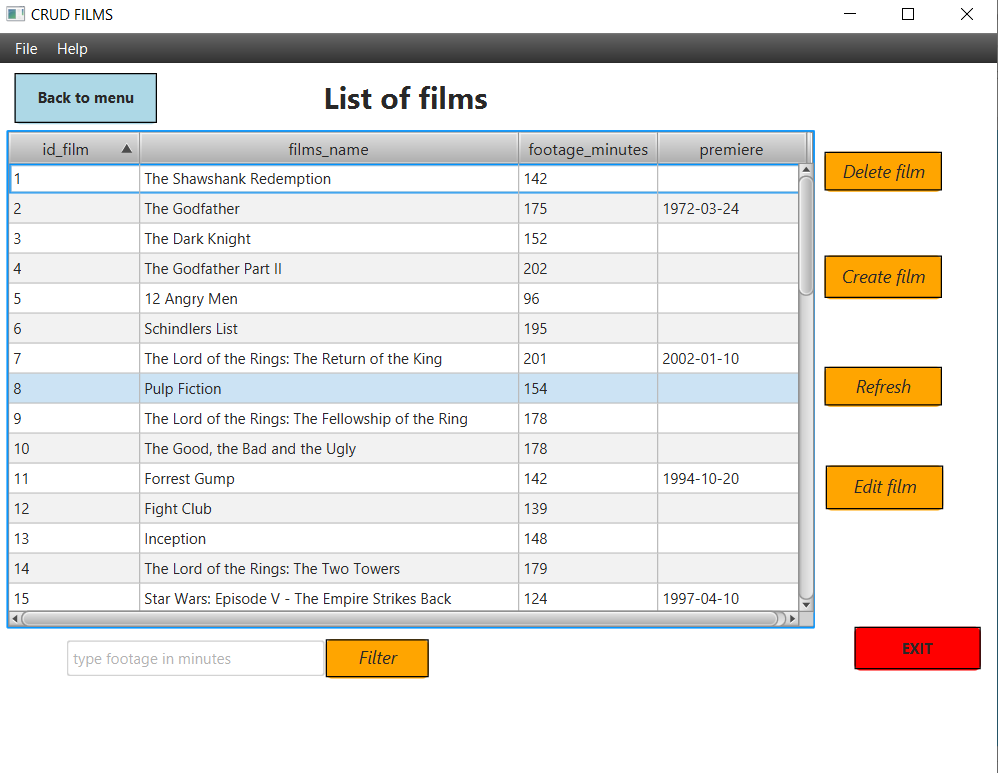 CRUD FILMS
File Help
Back to menu
List of films
id_film films_name footage_minutes premiere
1 The Shawshank Redemption 142
2 The Godfather 175 1972-03-24
3 The Dark Knight 152
4 The Godfather Part II 202
5 12 Angry Men 96
6 Schindlers List 195
7 The Lord of the Rings: The Return of the King 201 2002-01-10
8 Pulp Fiction 154
9 The Lord of the Rings: The Fellowship of the Ring 178
10 The Good, the Bad and the Ugly 178
11 Forrest Gump 142 1994-10-20
12 Fight Club 139
13 Inception 148
14 The Lord of the Rings: The Two Towers 179
15 Star Wars: Episode V - The Empire Strikes Back 124 1997-04-10
Delete film
Create film
Refresh
Edit film
type footage in minutes
Filter
EXIT